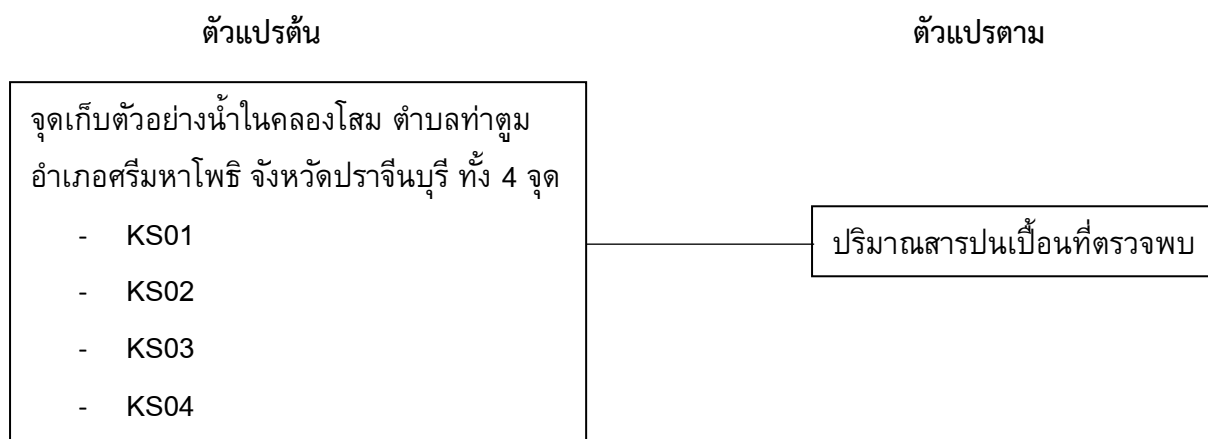 ตัวแปรต้น
ตัวแปรตาม
จุดเก็บตัวอย่างน้ำในคลองโสม ตำบลท่าตูม
อำเภอศรีมหาโพธิ จังหวัดปราจีนบุรี ทั้ง 4 จุด
- KS01
- KS02
- KS03
- KS04
ปริมาณสารปนเปื้อนที่ตรวจพบ